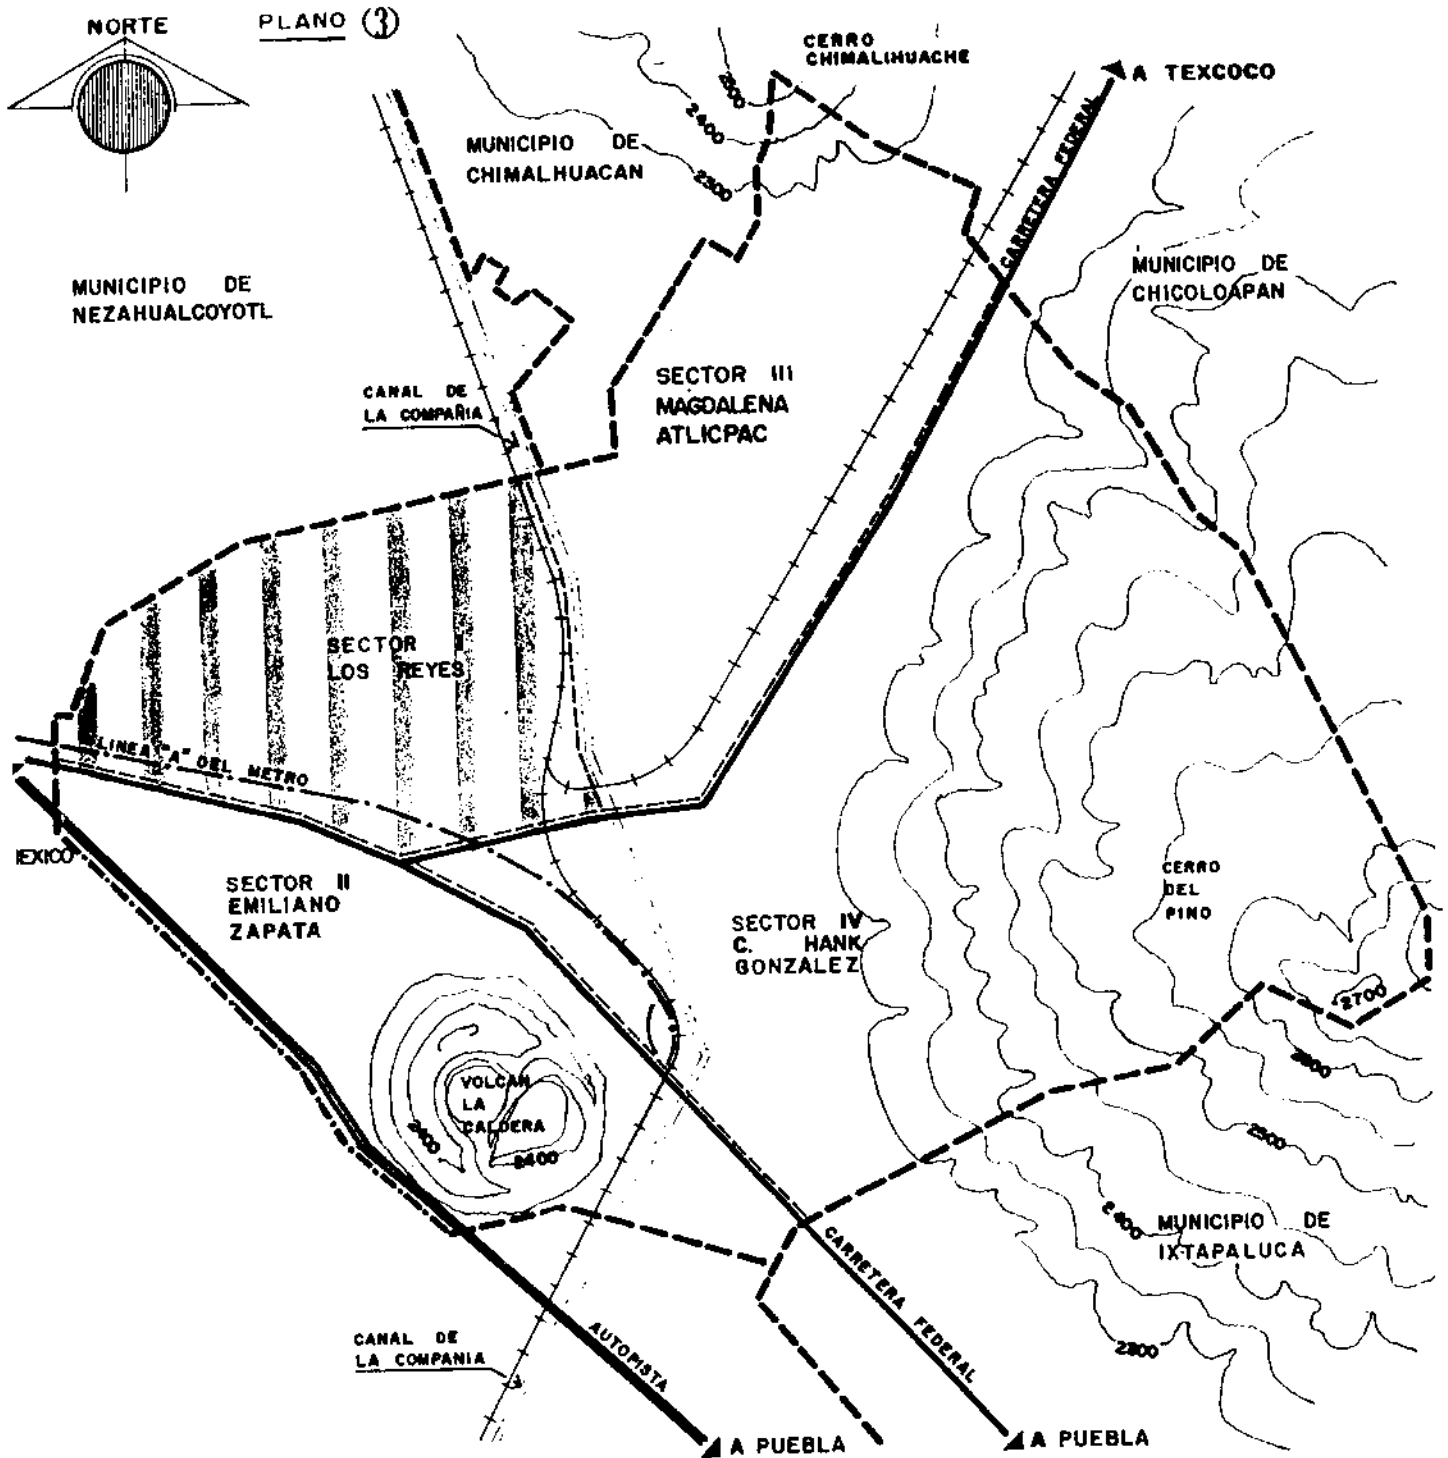 NORTE
PLANO (3)
CERRO
CHIMALIHUACHE
A TEXCOCO
2500
2400
2300
MUNICIPIO DE
CHIMALHUACAN
CARRETERA FEDERAL
MUNICIPIO DE
NEZAHUALCOYOTL
MUNICIPIO DE
CHICOLOAPAN
CANAL DE
LA COMPAÑIA
SECTOR III
MAGDALENA
ATLICPAC
SECTOR
LOS REYES
LINEA "A" DEL METRO
IEXICO
SECTOR II
EMILIANO
ZAPATA
SECTOR IV
C. HANK
GONZALEZ
CERRO
DEL
PINO
2700
2600
2500
2400
2300
VOLCAN
LA
CALDERA
2400
2400
MUNICIPIO DE
IXTAPALUCA
CARRETERA FEDERAL
AUTOPISTA
CANAL DE
LA COMPANIA
A PUEBLA
A PUEBLA